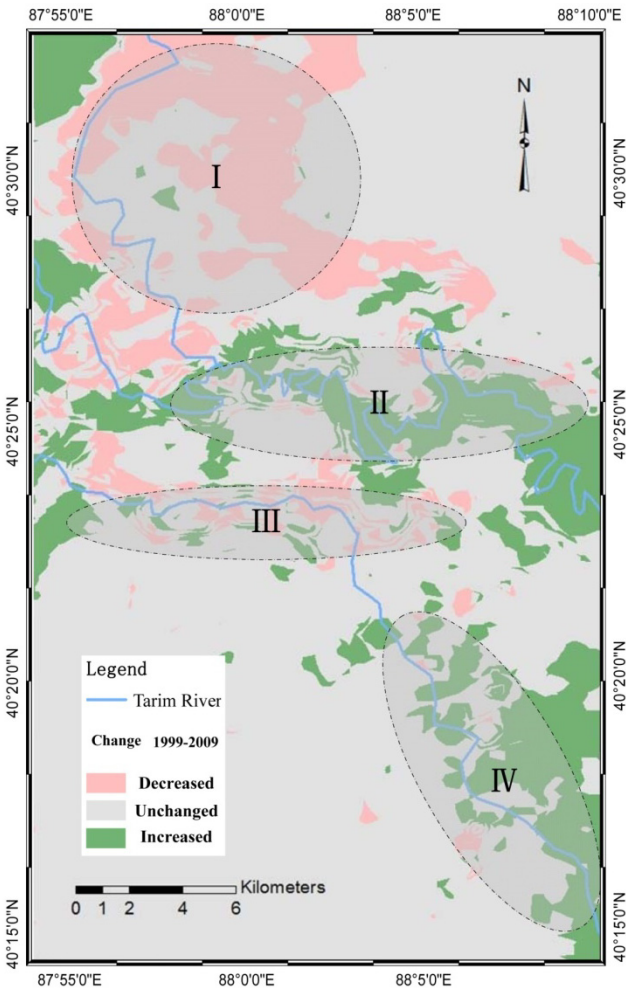 87°55'0"E 88°0'0"E 88°5'0"E 88°10'0"E
N
40°30'0"N 40°30'0"N
I
40°25'0"N 40°25'0"N
II
III
40°20'0"N 40°20'0"N
Legend
Tarim River
Change 1999-2009
Decreased
Unchanged
Increased
IV
Kilometers
0 1 2 4 6
40°15'0"N 40°15'0"N
87°55'0"E 88°0'0"E 88°5'0"E 88°10'0"E